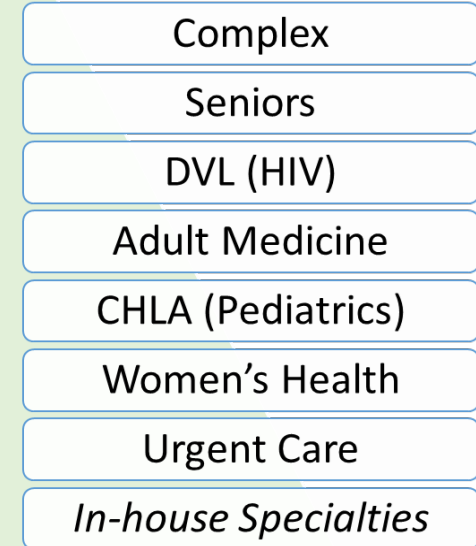 Complex
Seniors
DVL (HIV)
Adult Medicine
CHLA (Pediatrics)
Women’s Health
Urgent Care
In-house Specialties